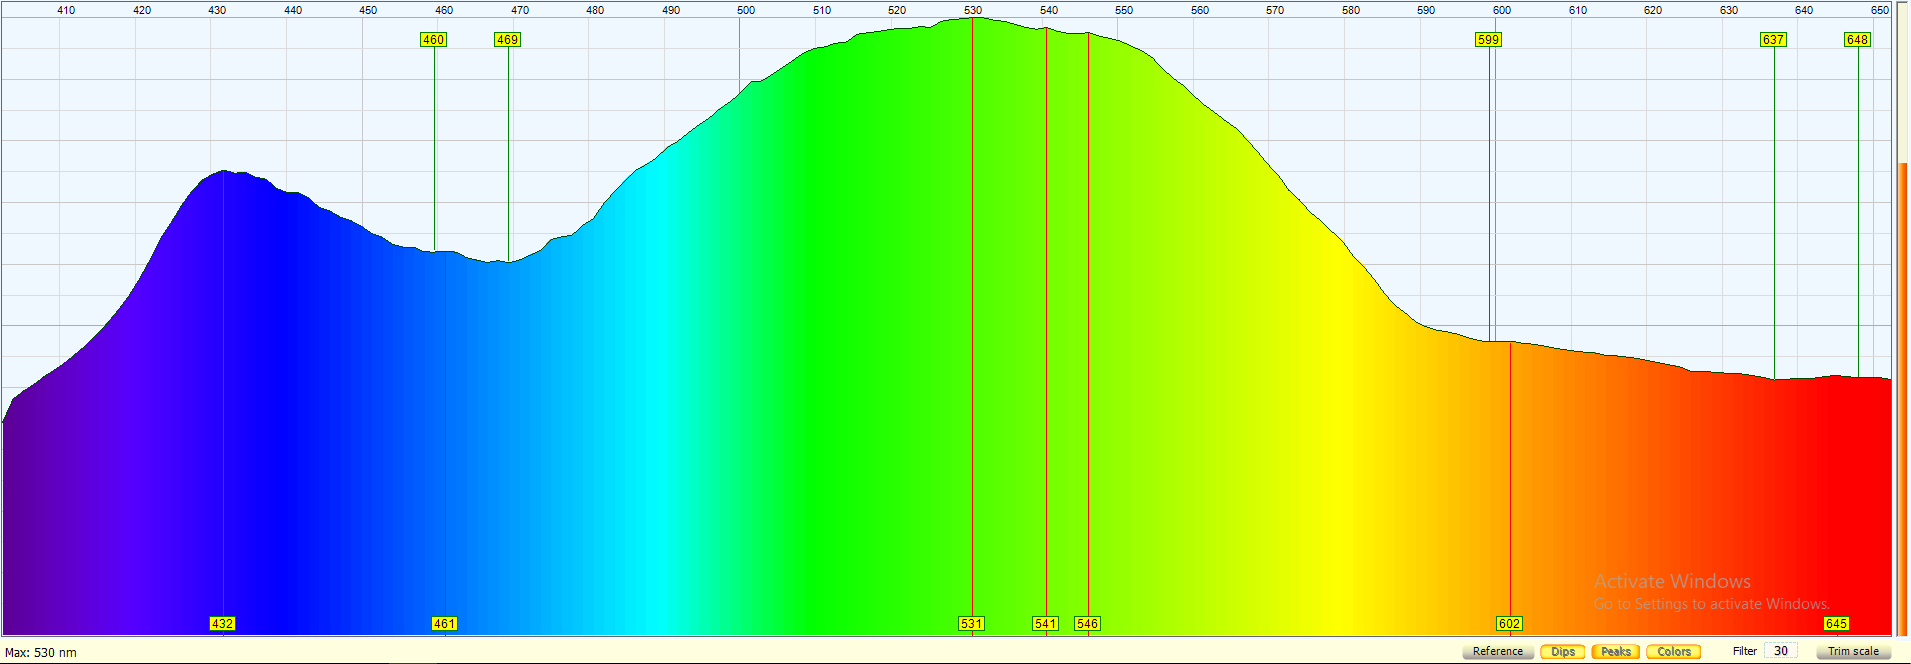 410 420 430 440 450 460 470 480 490 500 510 520 530 540 550 560 570 580 590 600 610 620 630 640 650
460 469 599 637 648
Activate Windows
Go to Settings to activate Windows.
432 461 531 541 546 602 645
Max: 530 nm Reference Dips Peaks Colors Filter 30 Trim scale